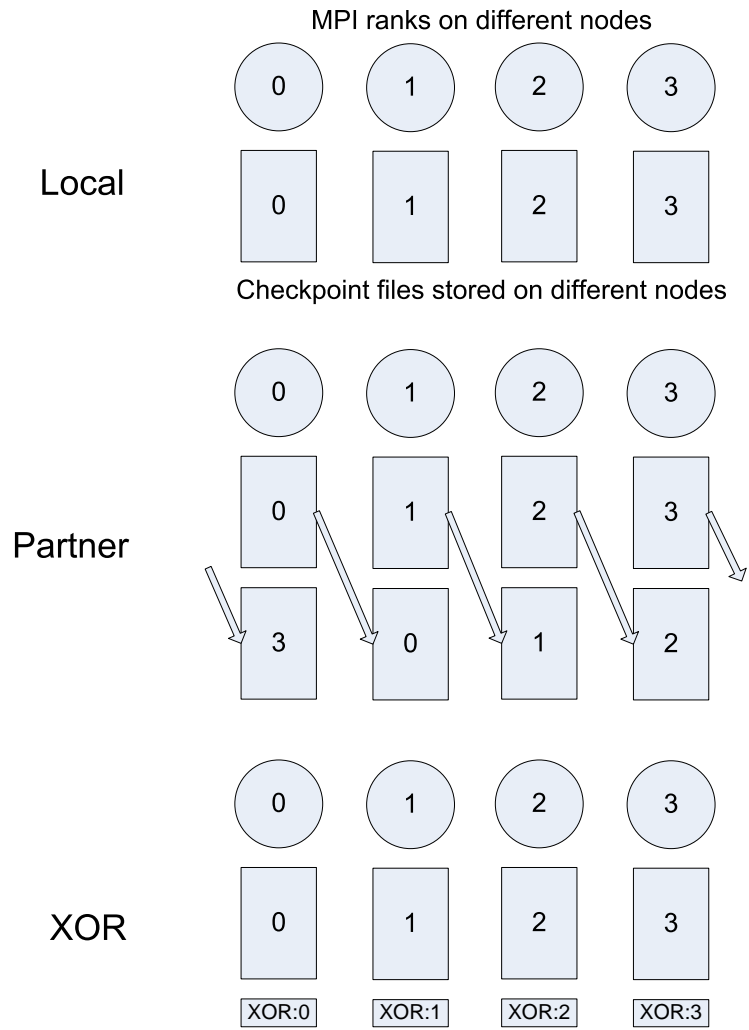 MPI ranks on different nodes
0 1 2 3
Local
0 1 2 3
Checkpoint files stored on different nodes
0 1 2 3
0 1 2 3
Partner
3 0 1 2
0 1 2 3
XOR
0 1 2 3
XOR:0 XOR:1 XOR:2 XOR:3